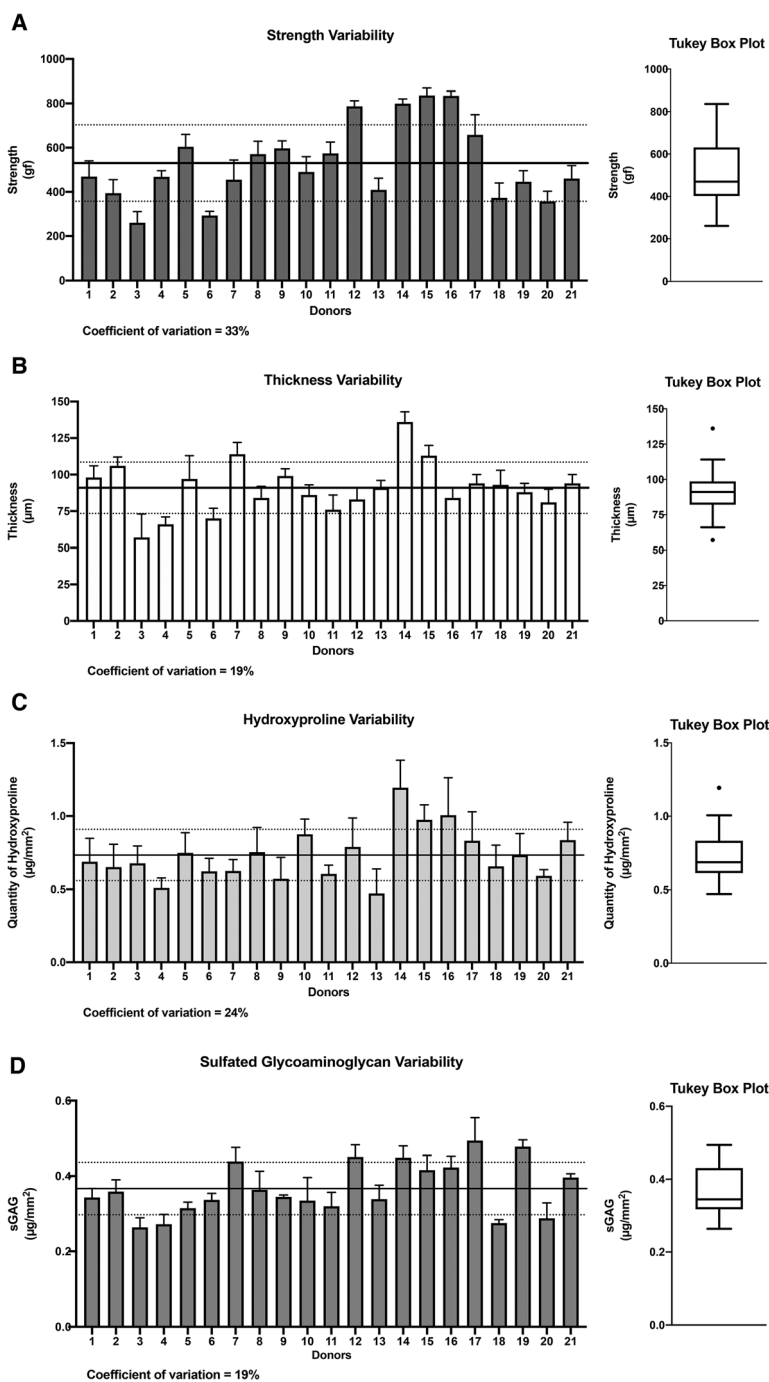 A
Strength Variability
Tukey Box Plot
1000
800
600
400
200
0
Strength
(gf)
1 2 3 4 5 6 7 8 9 10 11 12 13 14 15 16 17 18 19 20 21
Donors
Coefficient of variation = 33%
1000
800
600
400
200
0
Strength
(gf)
B
Thickness Variability
Tukey Box Plot
150
125
100
75
50
25
0
Thickness
(µm)
1 2 3 4 5 6 7 8 9 10 11 12 13 14 15 16 17 18 19 20 21
Donors
Coefficient of variation = 19%
150
125
100
75
50
25
0
Thickness
(µm)
C
Hydroxyproline Variability
Tukey Box Plot
1.5
1.0
0.5
0.0
Quantity of Hydroxyproline
(µg/mm²)
1 2 3 4 5 6 7 8 9 10 11 12 13 14 15 16 17 18 19 20 21
Donors
Coefficient of variation = 24%
1.5
1.0
0.5
0.0
Quantity of Hydroxyproline
(µg/mm²)
D
Sulfated Glycoaminoglycan Variability
Tukey Box Plot
0.6
0.4
0.2
0.0
sGAG
(µg/mm²)
1 2 3 4 5 6 7 8 9 10 11 12 13 14 15 16 17 18 19 20 21
Donors
Coefficient of variation = 19%
0.6
0.4
0.2
0.0
sGAG
(µg/mm²)